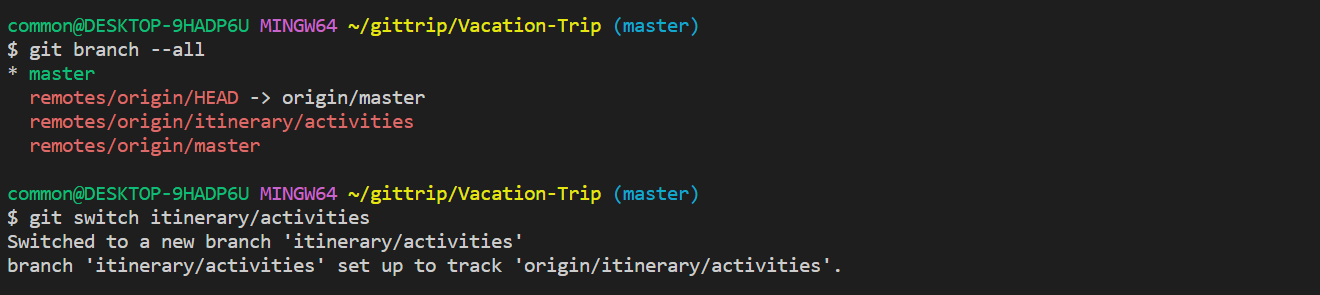 common@DESKTOP-9HADP6U MINGW64 ~/gittrip/Vacation-Trip (master)
$ git branch --all
* master
  remotes/origin/HEAD -> origin/master
  remotes/origin/itinerary/activities
  remotes/origin/master
common@DESKTOP-9HADP6U MINGW64 ~/gittrip/Vacation-Trip (master)
$ git switch itinerary/activities
Switched to a new branch 'itinerary/activities'
branch 'itinerary/activities' set up to track 'origin/itinerary/activities'.